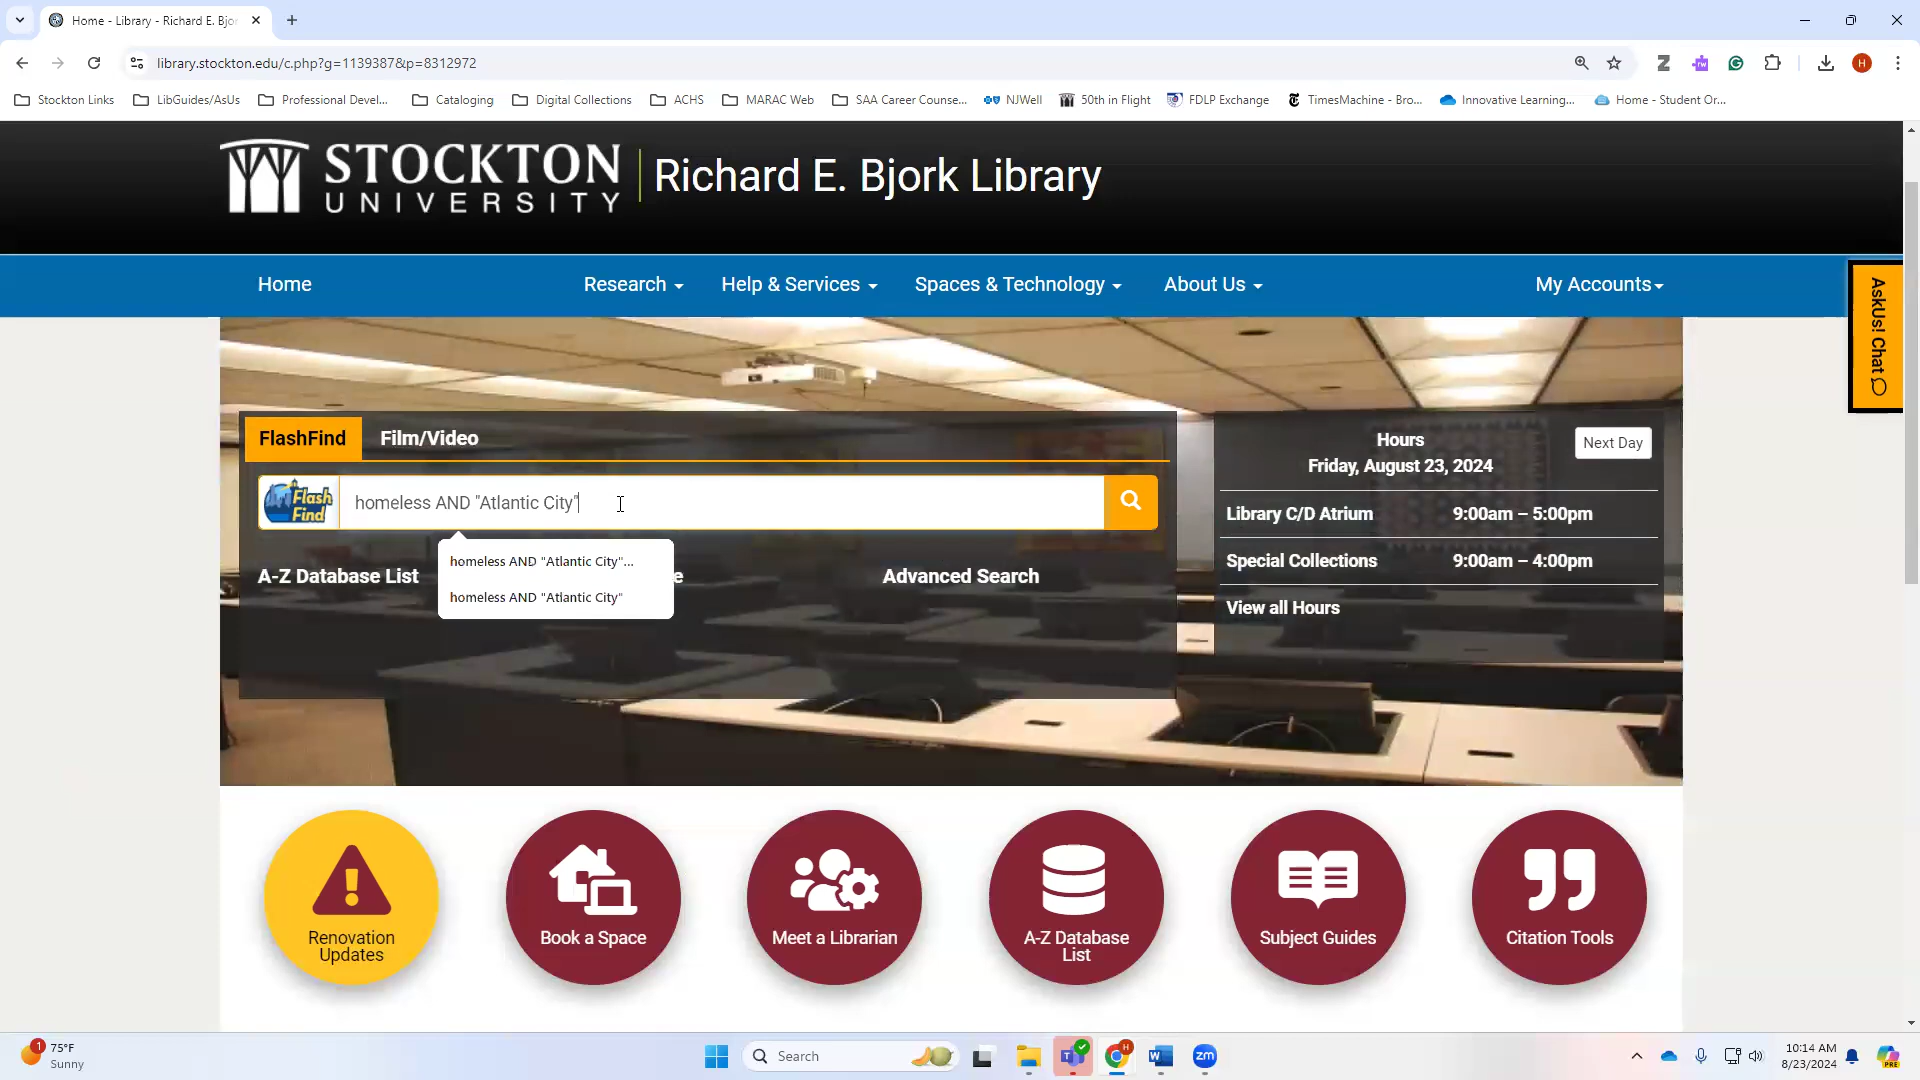 Home - Library - Richard E. Bjor
library.stockton.edu/c.php?g=1139387&p=8312972
H
Stockton Links
LibGuides/AsUs
Professional Devel...
Cataloging
Digital Collections
ACHS
MARAC Web
SAA Career Counse...
NJWell
50th in Flight
FDLP Exchange
TimesMachine - Bro...
Innovative Learning...
Home - Student Or...
STOCKTON
UNIVERSITY
Richard E. Bjork Library
Home
Research
Help & Services
Spaces & Technology
About Us
My Accounts
AskUs! Chat
FlashFind
Film/Video
Flash
Find
homeless AND "Atlantic City"
homeless AND "Atlantic City"...
homeless AND "Atlantic City"
A-Z Database List
Advanced Search
Hours
Friday, August 23, 2024
Next Day
Library C/D Atrium 9:00am – 5:00pm
Special Collections 9:00am – 4:00pm
View all Hours
Renovation
Updates
Book a Space
Meet a Librarian
A-Z Database
List
Subject Guides
Citation Tools
1
75°F
Sunny
Search
H
zm
10:14 AM
8/23/2024
PRE